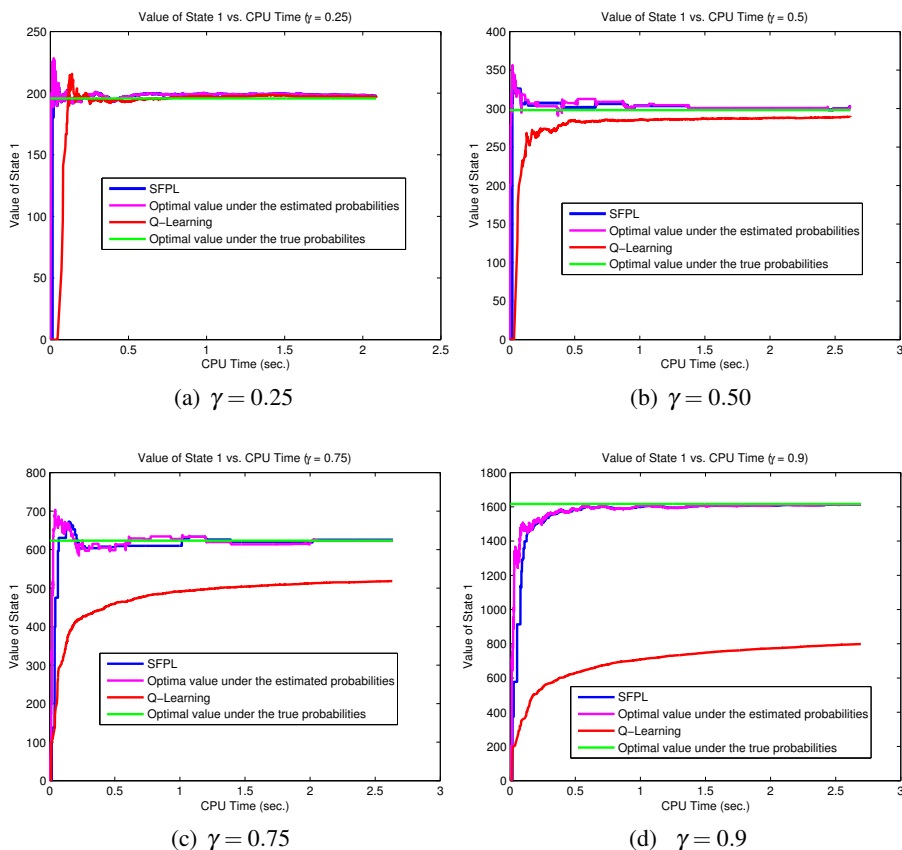 Value of State 1 vs. CPU Time (γ = 0.25)
250
200
150
100
50
0
Value of State 1
SFPL
Optimal value under the estimated probabilities
Q−Learning
Optimal value under the true probabilites
0 0.5 1 1.5 2 2.5
CPU Time (sec.)
(a) γ = 0.25
Value of State 1 vs. CPU Time (γ = 0.5)
400
350
300
250
200
150
100
50
0
Value of State 1
SFPL
Optimal value under the estimated probabilities
Q−Learning
Optimal value under the true probabilities
0 0.5 1 1.5 2 2.5 3
CPU Time (sec.)
(b) γ = 0.50
Value of State 1 vs. CPU Time (γ = 0.75)
800
700
600
500
400
300
200
100
0
Value of State 1
SFPL
Optima value under the estimated probabilities
Q−Learning
Optimal value under the true probabilities
0 0.5 1 1.5 2 2.5 3
CPU Time (sec.)
(c) γ = 0.75
Value of State 1 vs. CPU Time (γ = 0.9)
1800
1600
1400
1200
1000
800
600
400
200
0
Value of State 1
SFPL
Optimal value under the estimated probabilities
Q−Learning
Optimal value under the true probabilities
0 0.5 1 1.5 2 2.5 3
CPU Time (sec.)
(d) γ = 0.9